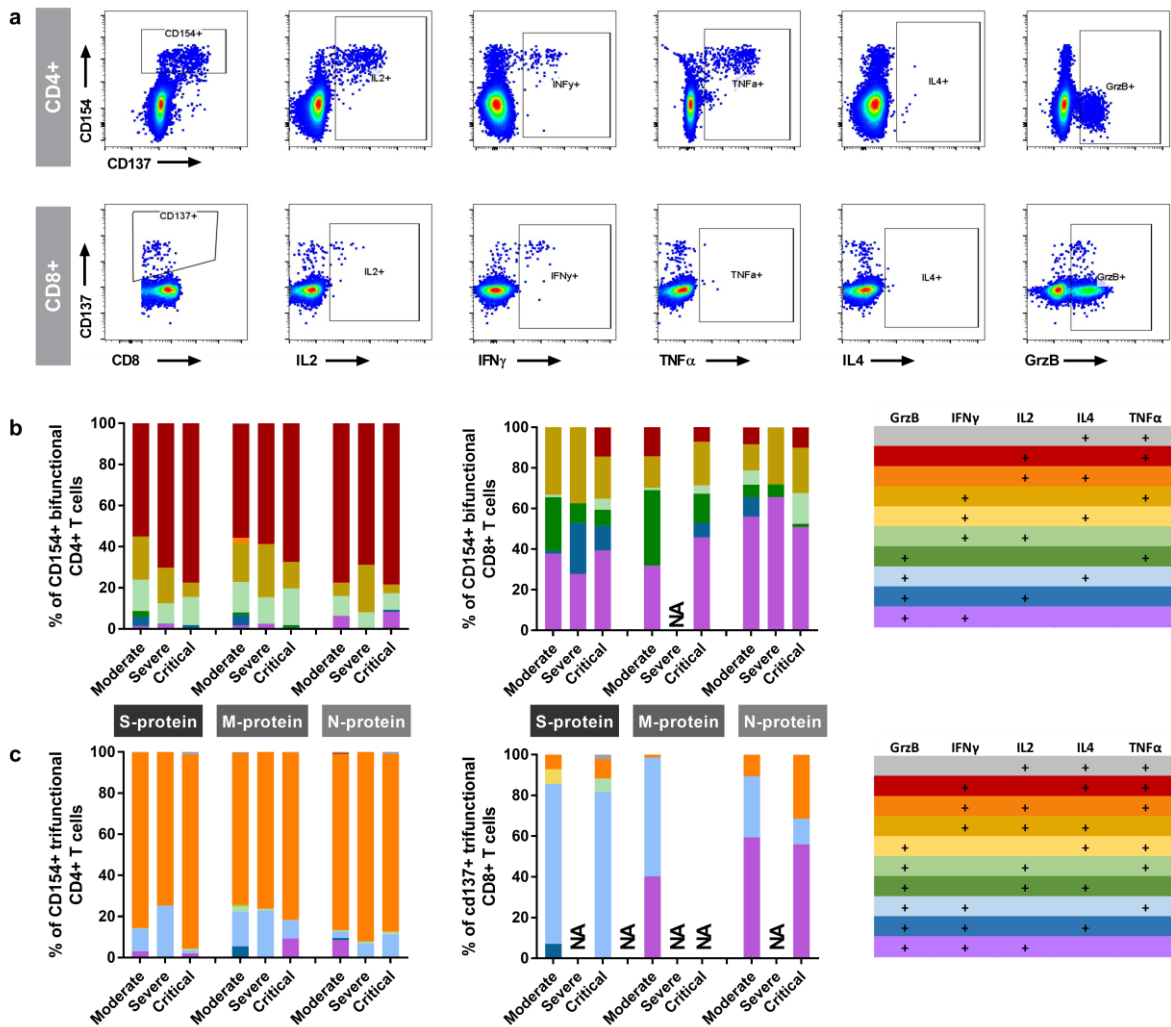 a
CD4+
CD154
CD154+
IL2+
INFγ+
TNFa+
IL4+
GrzB+
CD137
CD8+
CD137
CD137+
IL2+
IFNγ+
TNFa+
IL4+
GrzB+
CD8
IL2
IFNγ
TNFα
IL4
GrzB
b
% of CD154+ bifunctional
CD4+ T cells
100
80
60
40
20
0
Moderate
Severe
Critical
Moderate
Severe
Critical
Moderate
Severe
Critical
% of CD154+ bifunctional
CD8+ T cells
100
80
60
40
20
0
NA
Moderate
Severe
Critical
Moderate
Severe
Critical
Moderate
Severe
Critical
GrzB IFNγ IL2 IL4 TNFα
+ +
+ +
+ +
+ +
+ +
+ +
+ +
+ +
+ +
+ +
S-protein M-protein N-protein
S-protein M-protein N-protein
c
% of CD154+ trifunctional
CD4+ T cells
100
80
60
40
20
0
Moderate
Severe
Critical
Moderate
Severe
Critical
Moderate
Severe
Critical
% of cd137+ trifunctional
CD8+ T cells
100
80
60
40
20
0
NA
NA
NA
NA
NA
Moderate
Severe
Critical
Moderate
Severe
Critical
Moderate
Severe
Critical
GrzB IFNγ IL2 IL4 TNFα
+ + +
+ + +
+ + +
+ + +
+ + +
+ + +
+ + +
+ + +
+ + +
+ + +